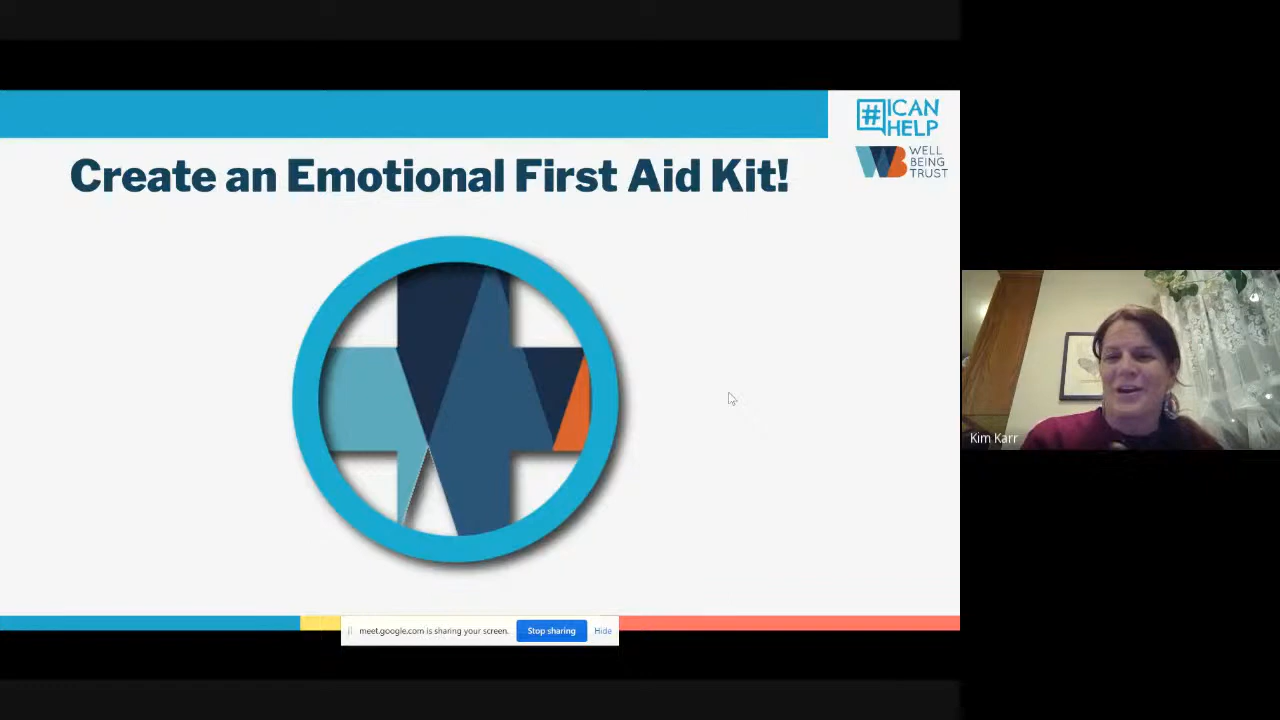 #ICAN
HELP
WELL
BEING
TRUST
Create an Emotional First Aid Kit!
Kim Karr
meet.google.com is sharing your screen. Stop sharing Hide